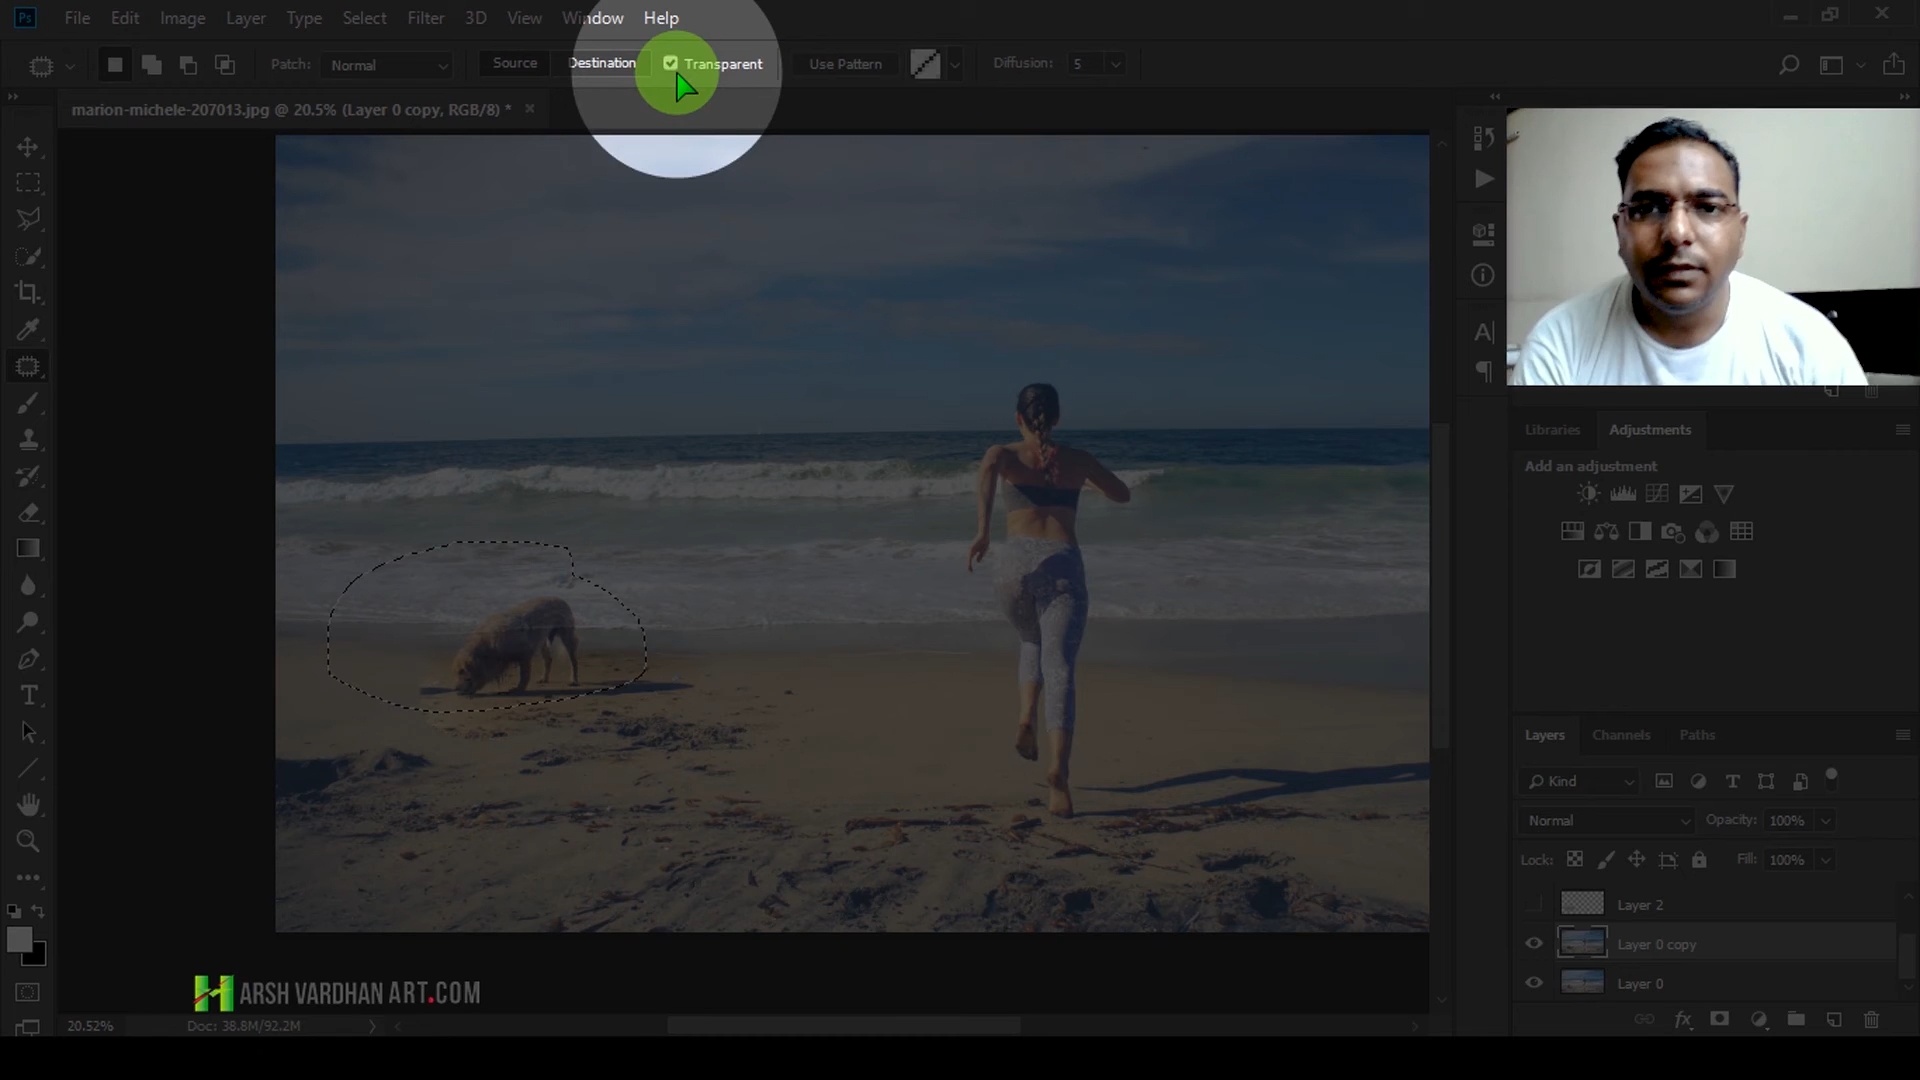 Ps File Edit Image Layer Type Select Filter 3D View Window Help
Patch: Normal Source Destination Transparent Use Pattern Diffusion: 5
marion-michele-207013.jpg @ 20.5% (Layer 0 copy, RGB/8) *
Libraries Adjustments
Add an adjustment
Layers Channels Paths
Kind
Normal Opacity: 100%
Lock: Fill: 100%
Layer 2
Layer 0 copy
Layer 0
HARSH VARDHAN ART.COM
20.52% Doc: 38.8M/92.2M